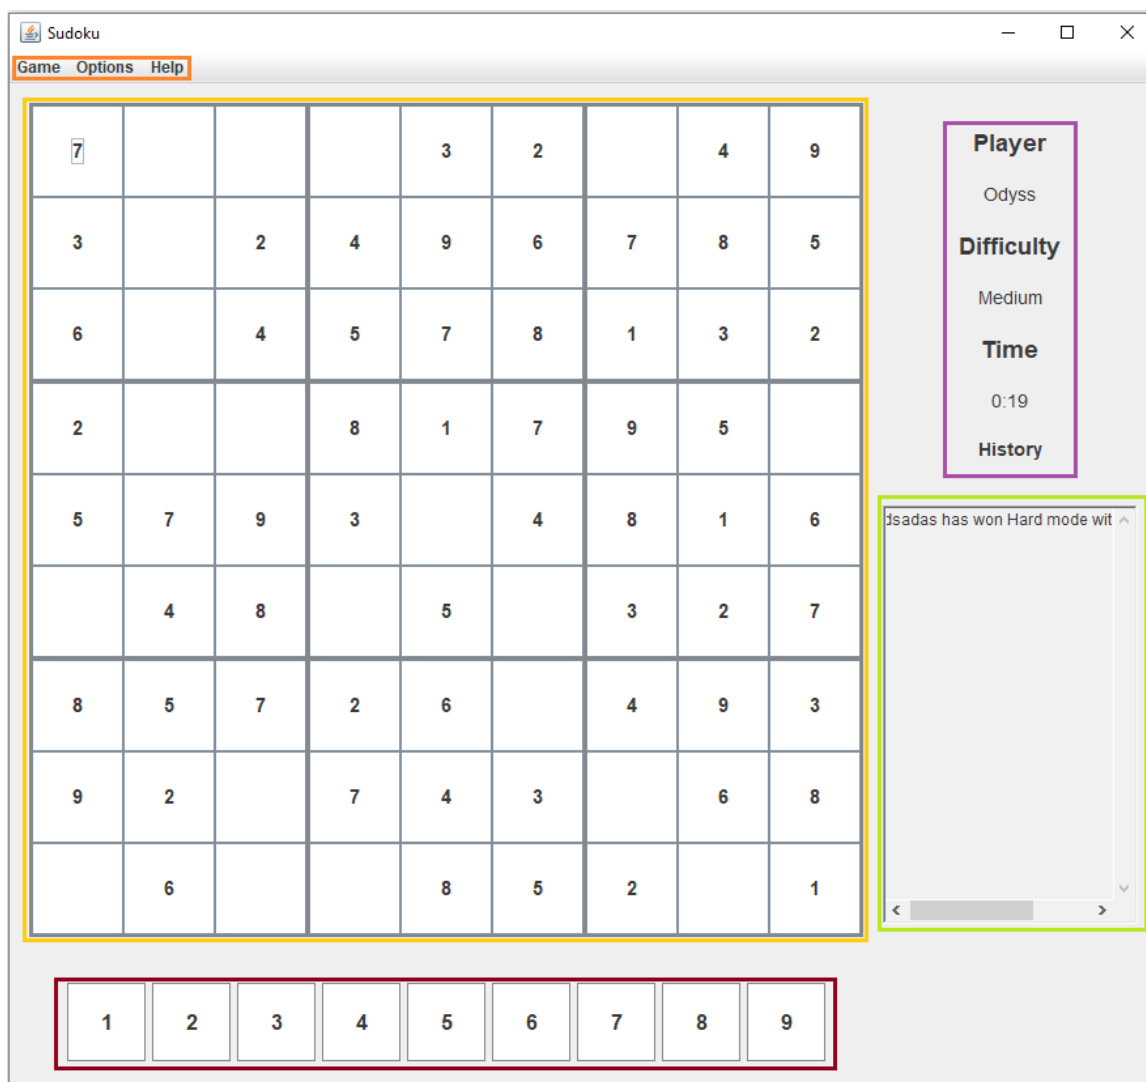 Sudoku
Game Options Help
7 3 2 4 9
3 2 4 9 6 7 8 5
6 4 5 7 8 1 3 2
2 8 1 7 9 5
5 7 9 3 4 8 1 6
4 8 5 3 2 7
8 5 7 2 6 4 9 3
9 2 7 4 3 6 8
6 8 5 2 1
1 2 3 4 5 6 7 8 9
Player
Odyss
Difficulty
Medium
Time
0:19
History
dsadas has won Hard mode wit